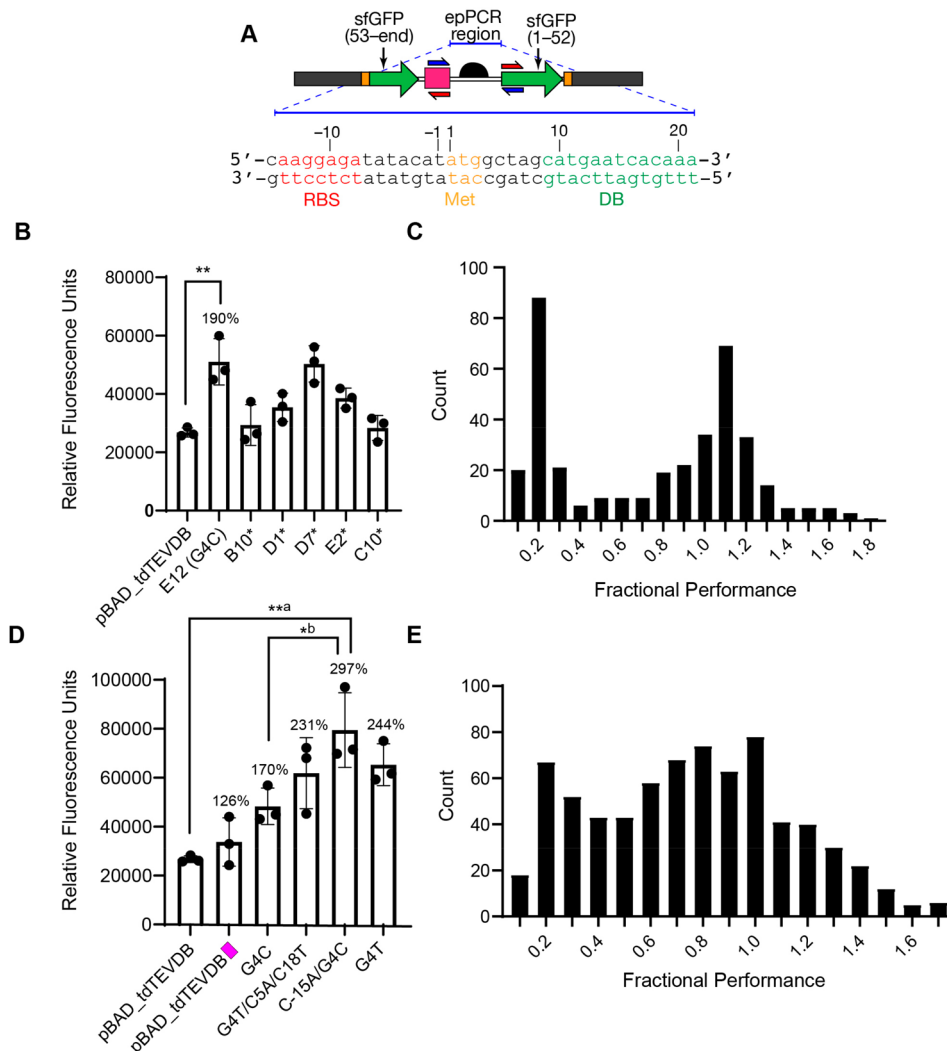 A
sfGFP
(53–end)
epPCR
region
sfGFP
(1–52)
–10
–1 1
10
20
5′-caaggagatatacatatggctagcatgaatcacaaa-3′
3′-gttcctctatatgtataccgatcgtacttagtgttt-5′
RBS
Met
DB
B
Relative Fluorescence Units
80000
60000
40000
20000
0
**
190%
pBAD_tdTEVDB
E12 (G4C)
B10*
D1*
D7*
E2*
C10*
C
Count
100
80
60
40
20
0
0.2
0.4
0.6
0.8
1.0
1.2
1.4
1.6
1.8
Fractional Performance
D
Relative Fluorescence Units
100000
80000
60000
40000
20000
0
**a
*b
126%
170%
231%
297%
244%
pBAD_tdTEVDB
pBAD_tdTEVDB
G4C
G4T/C5A/C18T
C-15A/G4C
G4T
E
Count
100
80
60
40
20
0
0.2
0.4
0.6
0.8
1.0
1.2
1.4
1.6
Fractional Performance